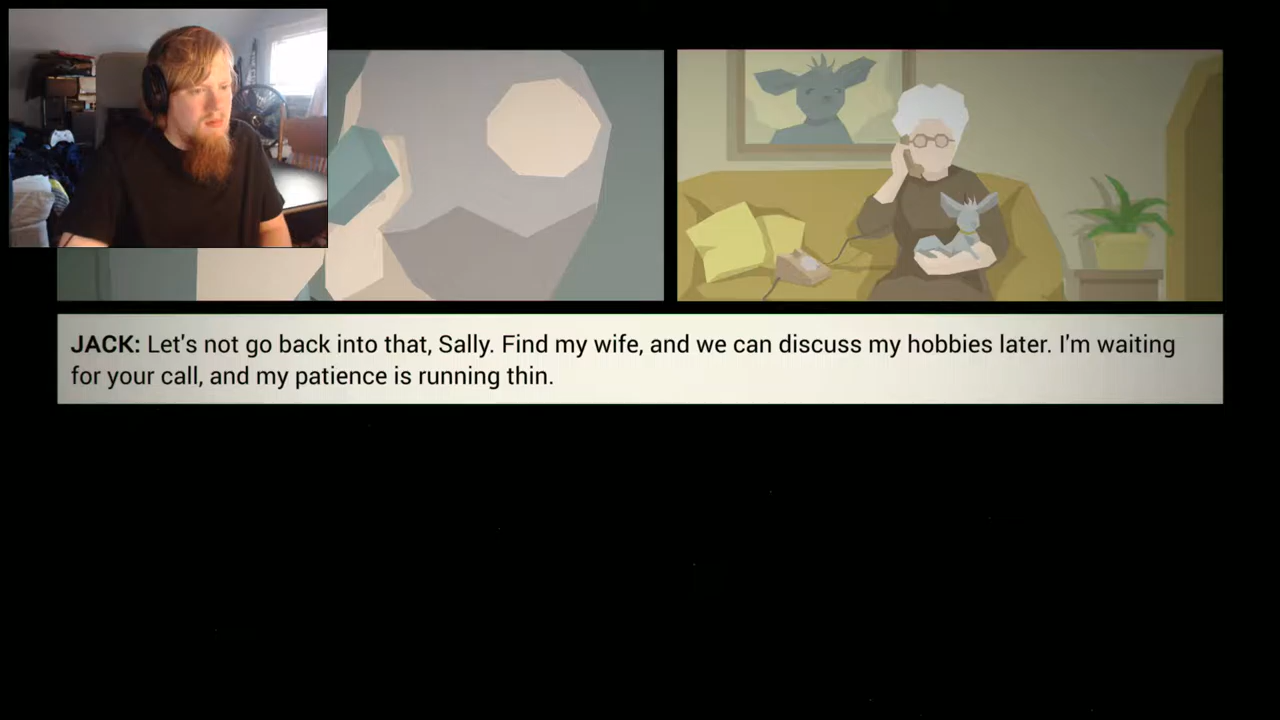 JACK: Let's not go back into that, Sally. Find my wife, and we can discuss my hobbies later. I'm waiting
for your call, and my patience is running thin.